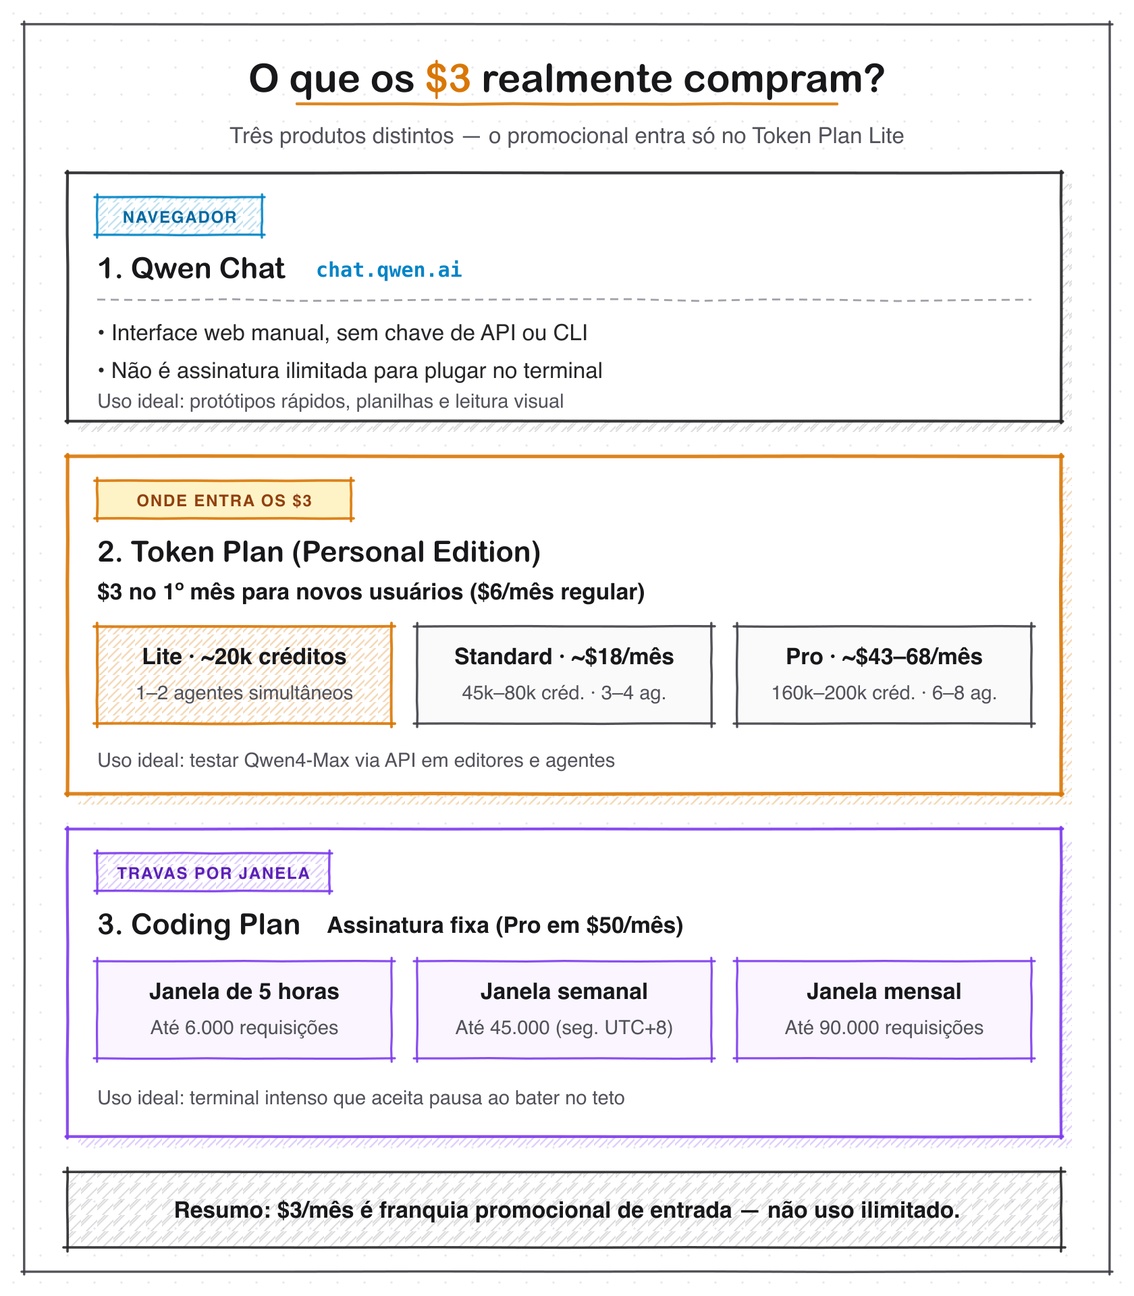 O que os $3 realmente compram?
Três produtos distintos — o promocional entra só no Token Plan Lite
NAVEGADOR
1. Qwen Chat chat.qwen.ai
• Interface web manual, sem chave de API ou CLI
• Não é assinatura ilimitada para plugar no terminal
Uso ideal: protótipos rápidos, planilhas e leitura visual
ONDE ENTRA OS $3
2. Token Plan (Personal Edition)
$3 no 1º mês para novos usuários ($6/mês regular)
Lite · ~20k créditos
1–2 agentes simultâneos
Standard · ~$18/mês
45k–80k créd. · 3–4 ag.
Pro · ~$43–68/mês
160k–200k créd. · 6–8 ag.
Uso ideal: testar Qwen4-Max via API em editores e agentes
TRAVAS POR JANELA
3. Coding Plan Assinatura fixa (Pro em $50/mês)
Janela de 5 horas
Até 6.000 requisições
Janela semanal
Até 45.000 (seg. UTC+8)
Janela mensal
Até 90.000 requisições
Uso ideal: terminal intenso que aceita pausa ao bater no teto
Resumo: $3/mês é franquia promocional de entrada — não uso ilimitado.